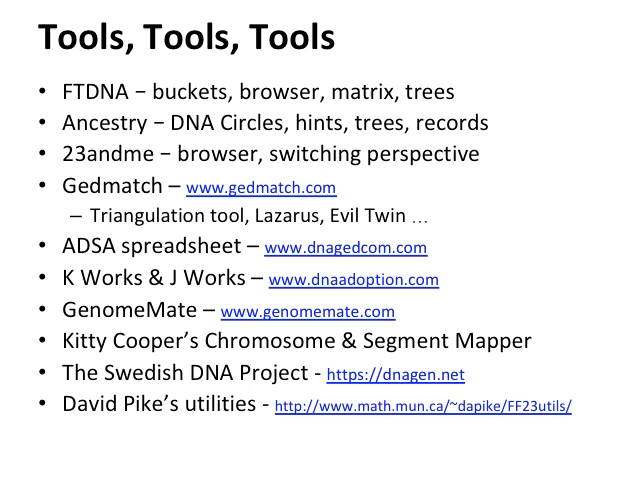 Tools, Tools, Tools
• FTDNA – buckets, browser, matrix, trees
• Ancestry – DNA Circles, hints, trees, records
• 23andme – browser, switching perspective
• Gedmatch – www.gedmatch.com
– Triangulation tool, Lazarus, Evil Twin …
• ADSA spreadsheet – www.dnagedcom.com
• K Works & J Works – www.dnaadoption.com
• GenomeMate – www.genomemate.com
• Kitty Cooper’s Chromosome & Segment Mapper
• The Swedish DNA Project - https://dnagen.net
• David Pike’s utilities - http://www.math.mun.ca/~dapike/FF23utils/